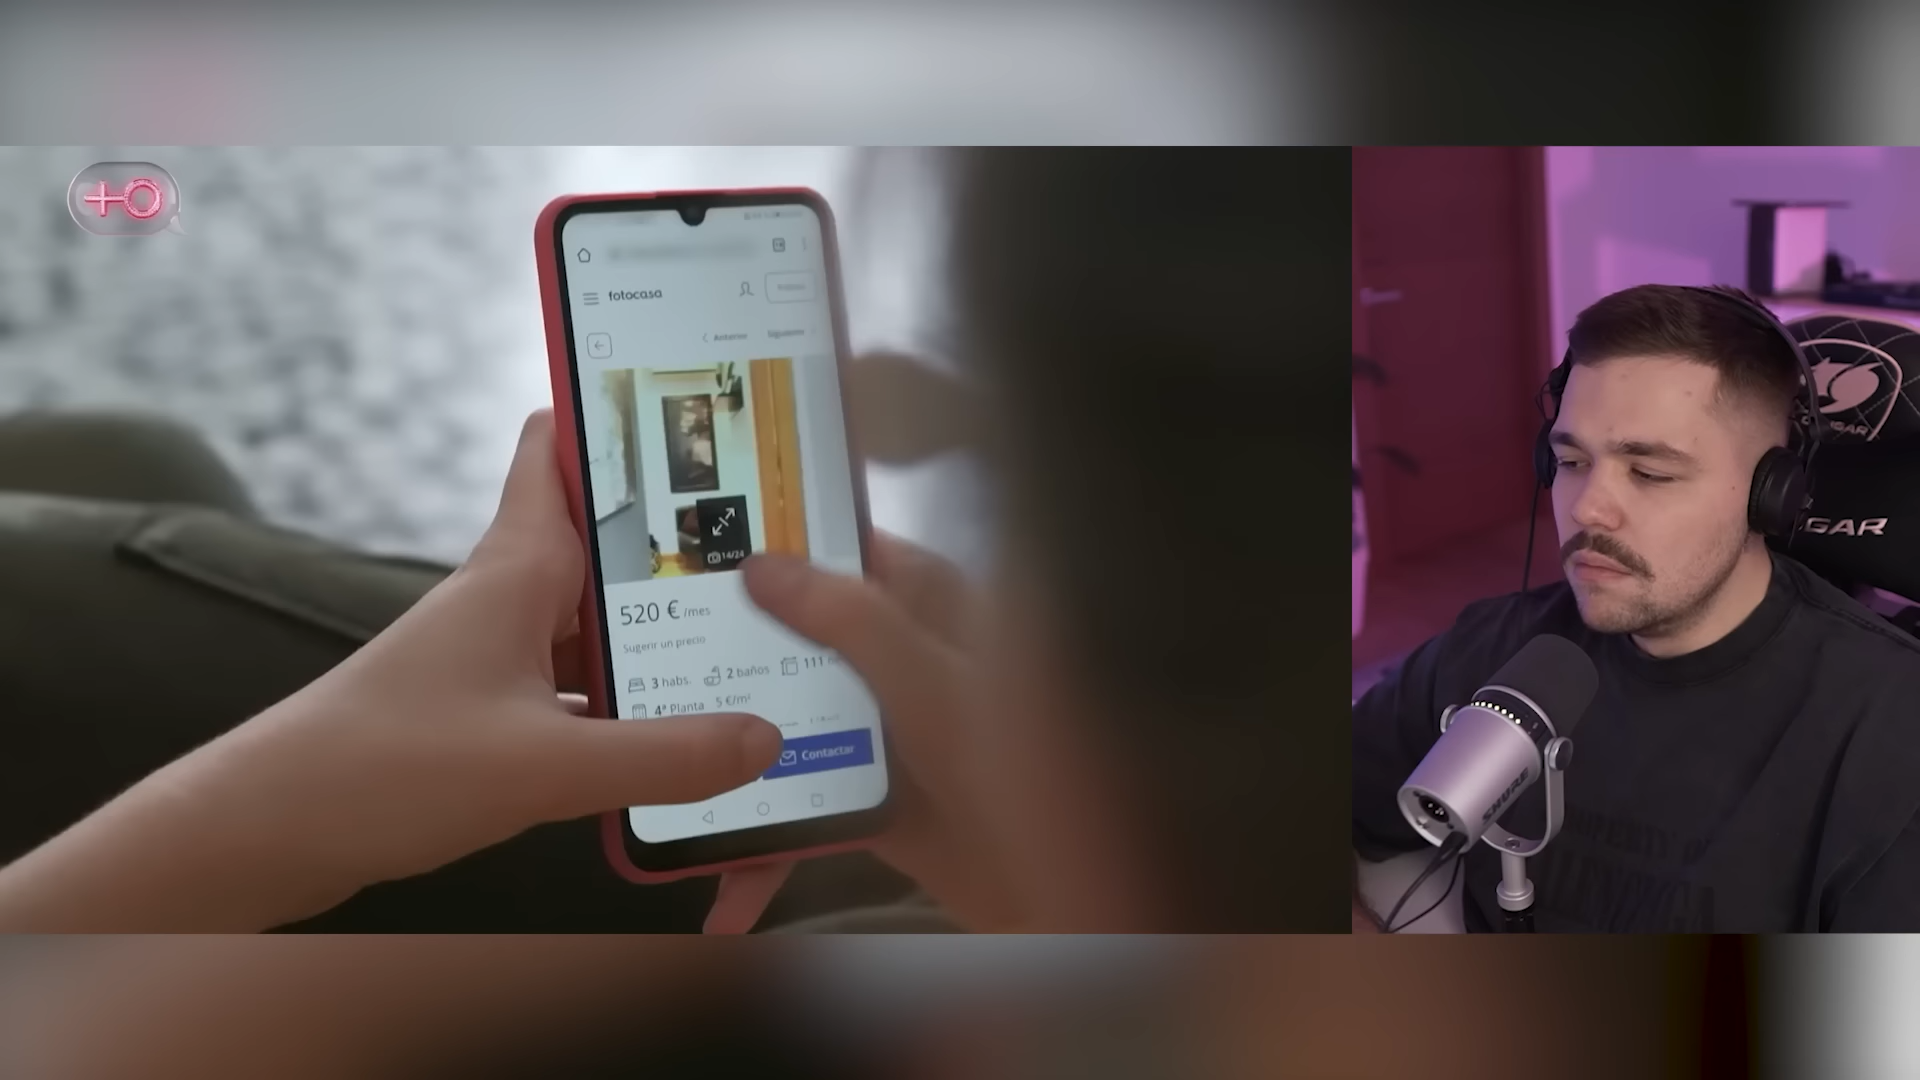 Ю
fotocasa
Anterior
Siguiente
14/24
520 € /mes
Sugerir un precio
3 habs.
2 baños
111
4ª Planta
5 €/m²
Contactar
COUGAR
GAR
SHURE